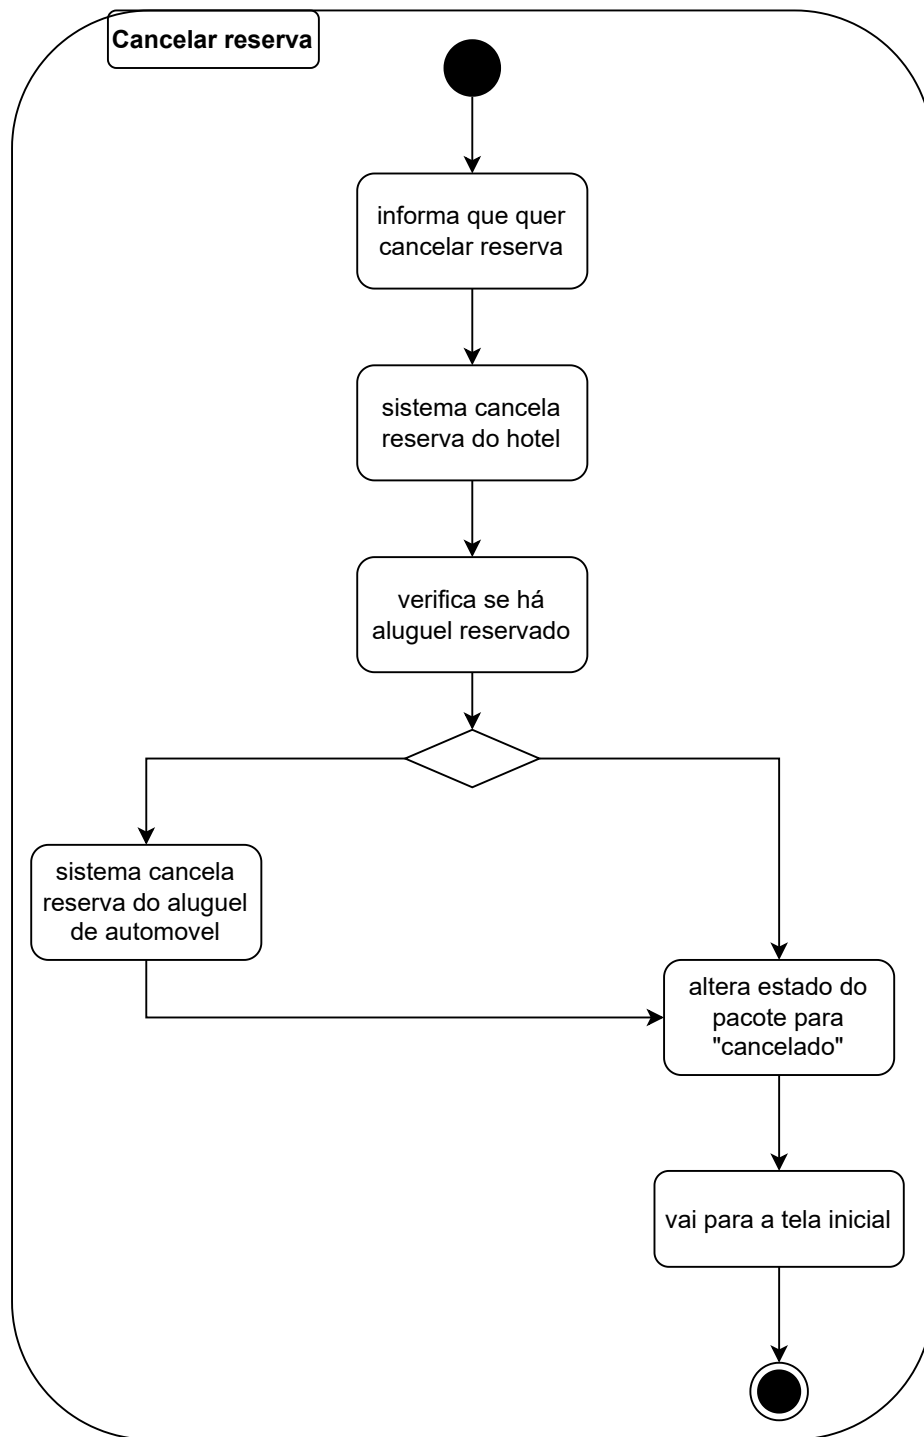 Cancelar reserva
informa que quer
cancelar reserva
sistema cancela
reserva do hotel
verifica se há
aluguel reservado
sistema cancela
reserva do aluguel
de automovel
altera estado do
pacote para
"cancelado"
vai para a tela inicial